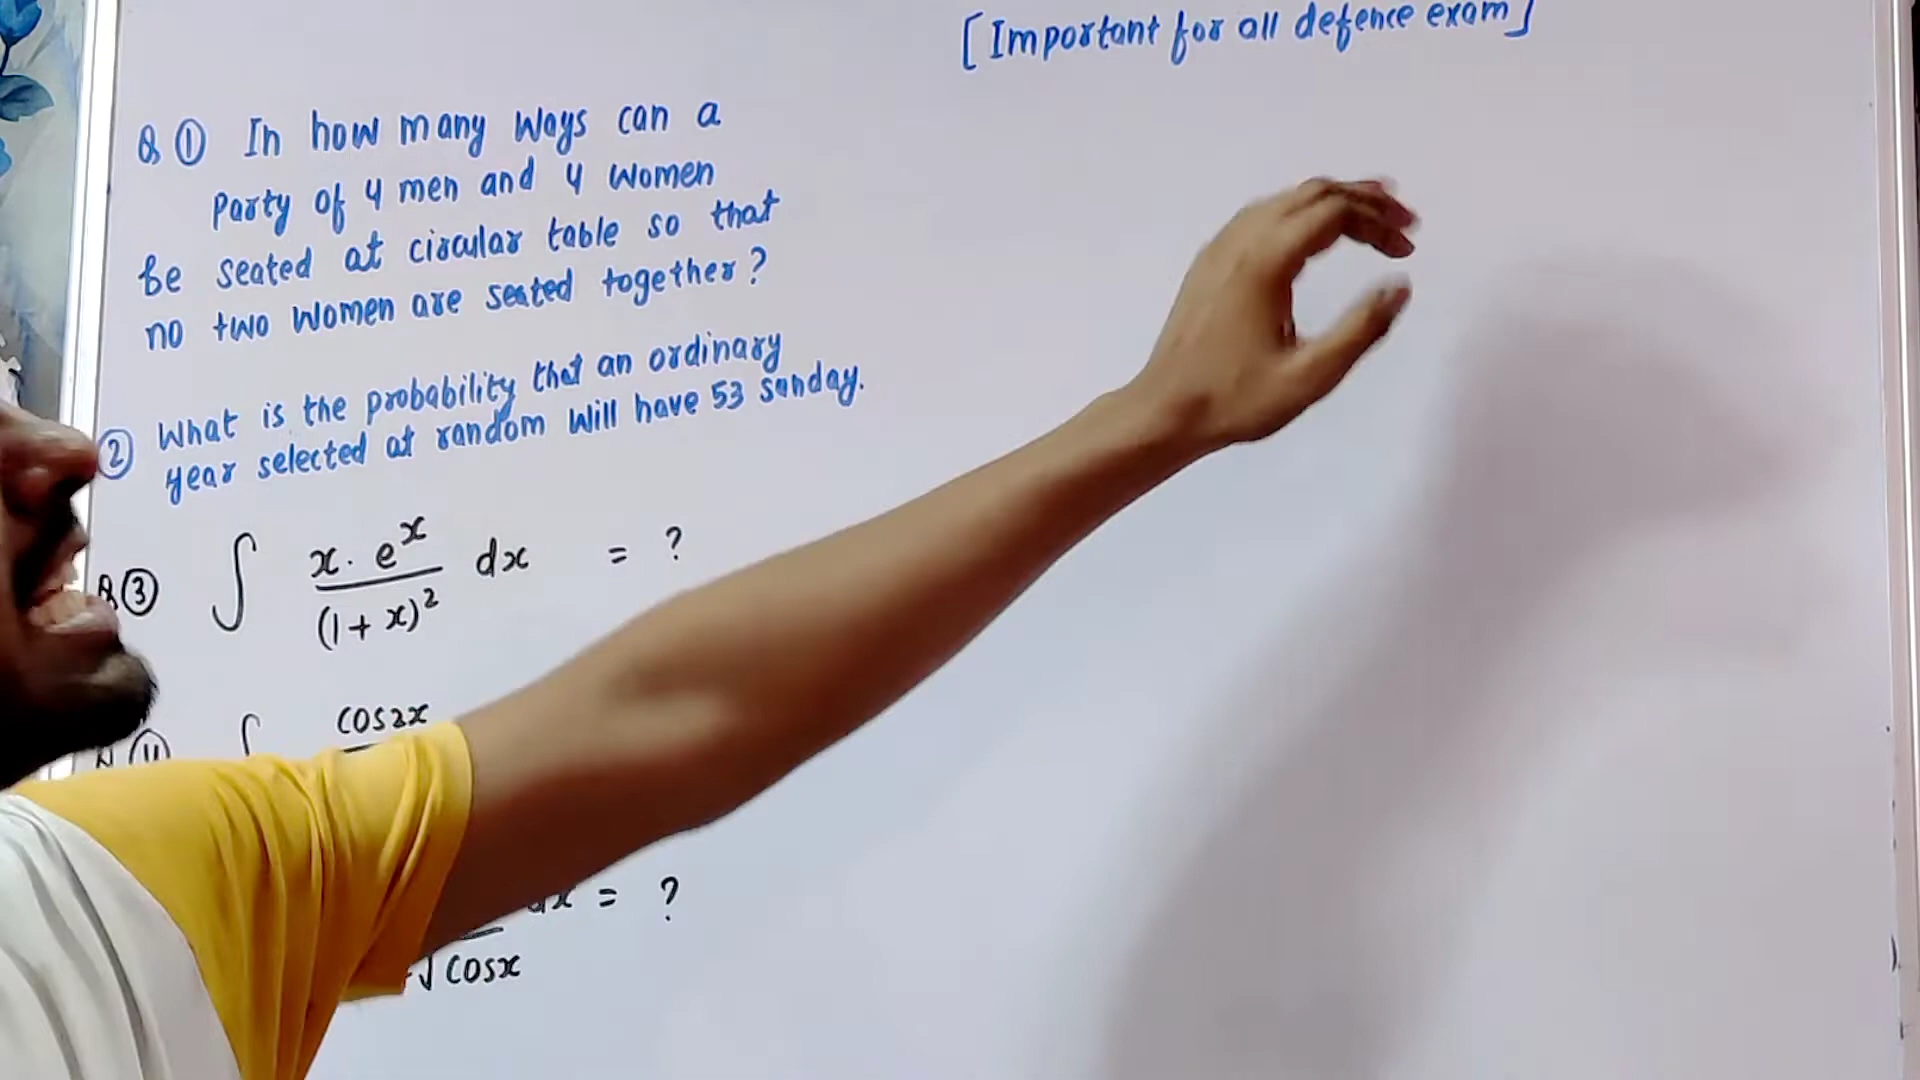 [Important for all defence exam]
Q ① In how many ways can a
party of 4 men and 4 women
be seated at circular table so that
no two women are seated together?
② What is the probability that an ordinary
year selected at random will have 53 sunday.
Q ③ ∫ x. e^x / (1+x)^2 dx = ?
④ ∫ cos2x
dx = ?
√cosx